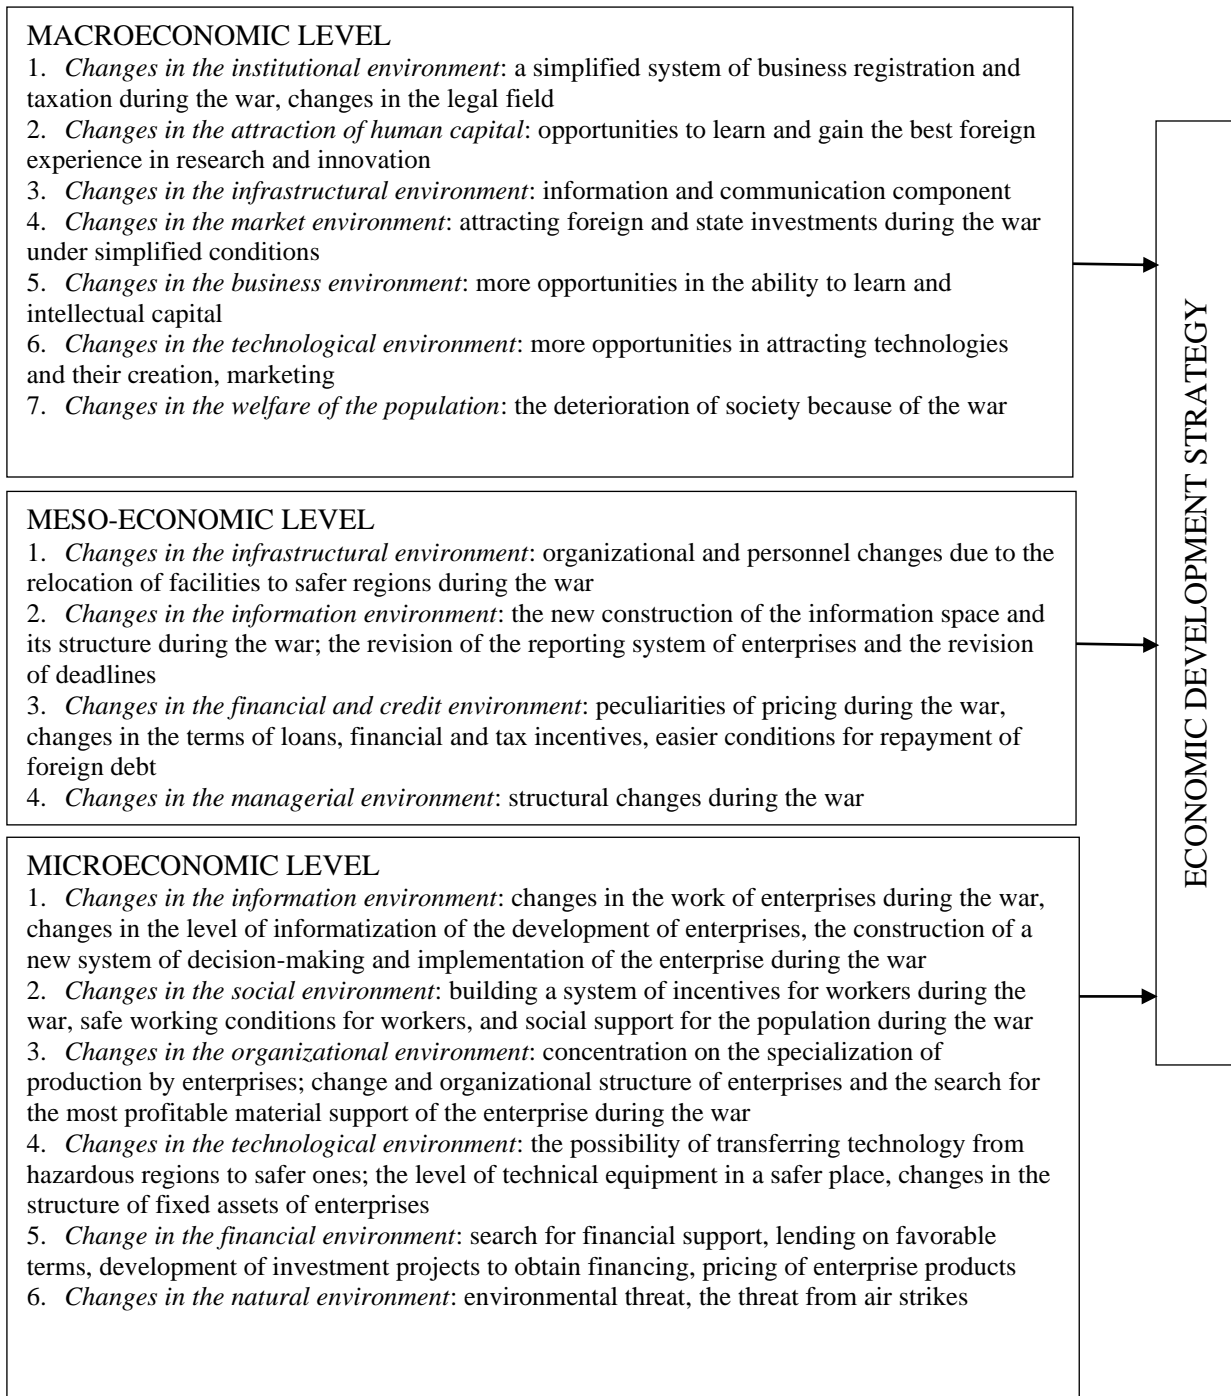 MACROECONOMIC LEVEL
1. Changes in the institutional environment: a simplified system of business registration and
taxation during the war, changes in the legal field
2. Changes in the attraction of human capital: opportunities to learn and gain the best foreign
experience in research and innovation
3. Changes in the infrastructural environment: information and communication component
4. Changes in the market environment: attracting foreign and state investments during the war
under simplified conditions
5. Changes in the business environment: more opportunities in the ability to learn and
intellectual capital
6. Changes in the technological environment: more opportunities in attracting technologies
and their creation, marketing
7. Changes in the welfare of the population: the deterioration of society because of the war
MESO-ECONOMIC LEVEL
1. Changes in the infrastructural environment: organizational and personnel changes due to the
relocation of facilities to safer regions during the war
2. Changes in the information environment: the new construction of the information space and
its structure during the war; the revision of the reporting system of enterprises and the revision
of deadlines
3. Changes in the financial and credit environment: peculiarities of pricing during the war,
changes in the terms of loans, financial and tax incentives, easier conditions for repayment of
foreign debt
4. Changes in the managerial environment: structural changes during the war
MICROECONOMIC LEVEL
1. Changes in the information environment: changes in the work of enterprises during the war,
changes in the level of informatization of the development of enterprises, the construction of a
new system of decision-making and implementation of the enterprise during the war
2. Changes in the social environment: building a system of incentives for workers during the
war, safe working conditions for workers, and social support for the population during the war
3. Changes in the organizational environment: concentration on the specialization of
production by enterprises; change and organizational structure of enterprises and the search for
the most profitable material support of the enterprise during the war
4. Changes in the technological environment: the possibility of transferring technology from
hazardous regions to safer ones; the level of technical equipment in a safer place, changes in the
structure of fixed assets of enterprises
5. Change in the financial environment: search for financial support, lending on favorable
terms, development of investment projects to obtain financing, pricing of enterprise products
6. Changes in the natural environment: environmental threat, the threat from air strikes
ECONOMIC DEVELOPMENT STRATEGY